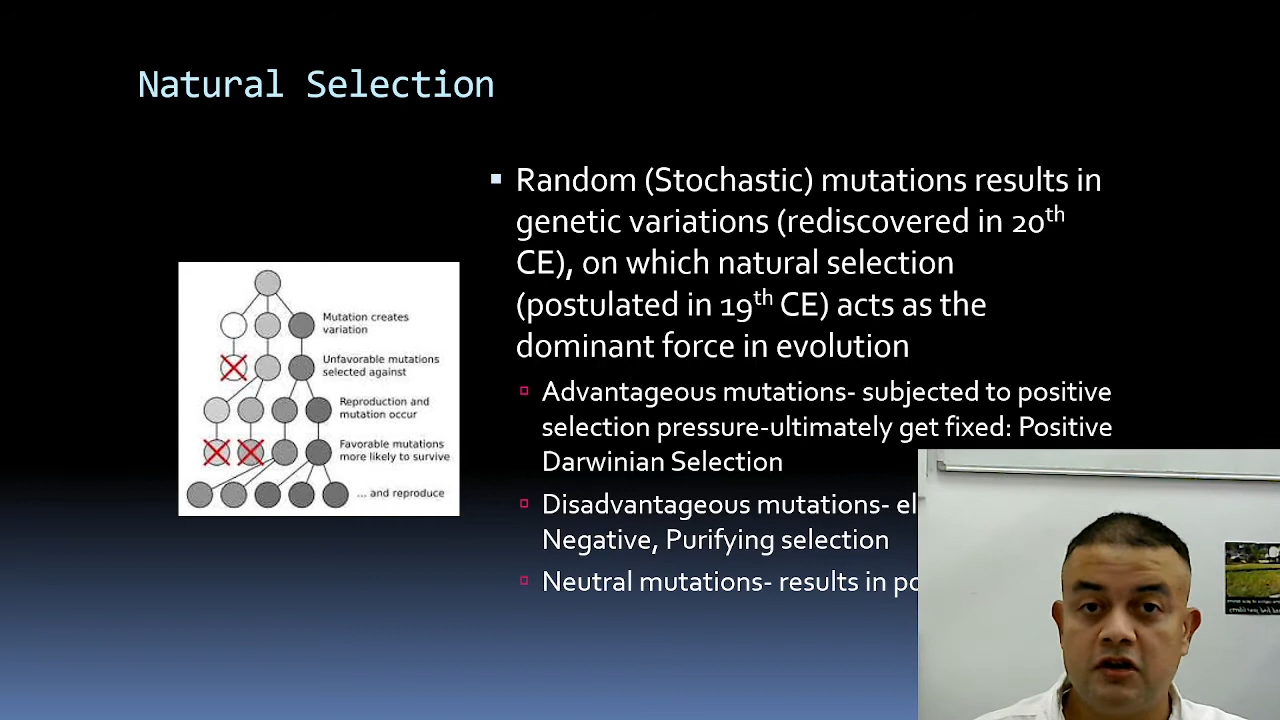 Natural Selection
Random (Stochastic) mutations results in
genetic variations (rediscovered in 20th
CE), on which natural selection
(postulated in 19th CE) acts as the
dominant force in evolution
Advantageous mutations- subjected to positive
selection pressure-ultimately get fixed: Positive
Darwinian Selection
Disadvantageous mutations-
Negative, Purifying selection
Neutral mutations- results in
Mutation creates
variation
Unfavorable mutations
selected against
Reproduction and
mutation occur
Favorable mutations
more likely to survive
... and reproduce